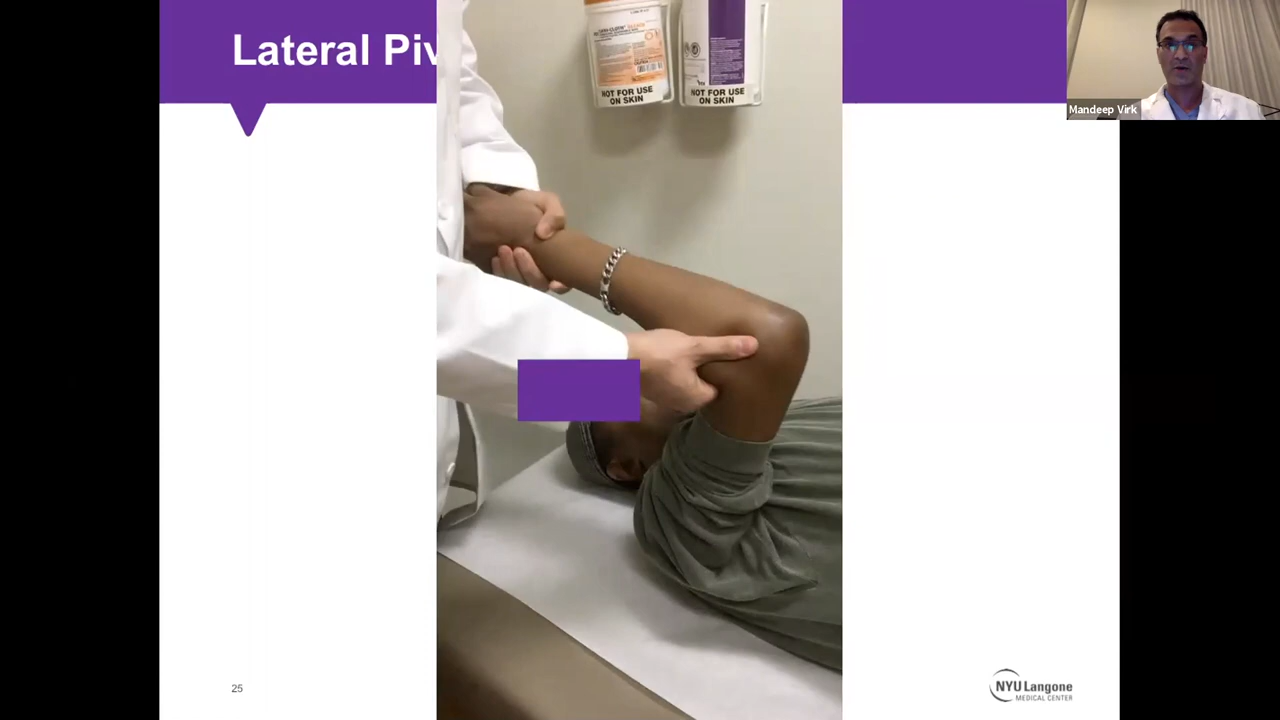 Lateral Piv
NOT FOR USE
ON SKIN
NOT FOR USE
ON SKIN
Mandeep Virk
25
NYU Langone
MEDICAL CENTER